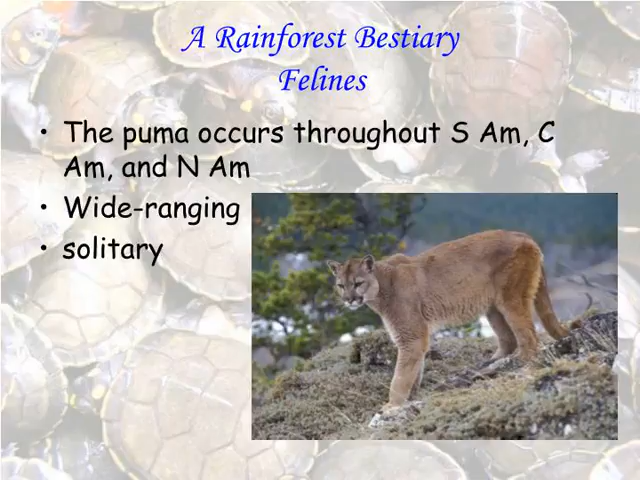 A Rainforest Bestiary
Felines
• The puma occurs throughout S Am, C
Am, and N Am
• Wide-ranging
• solitary